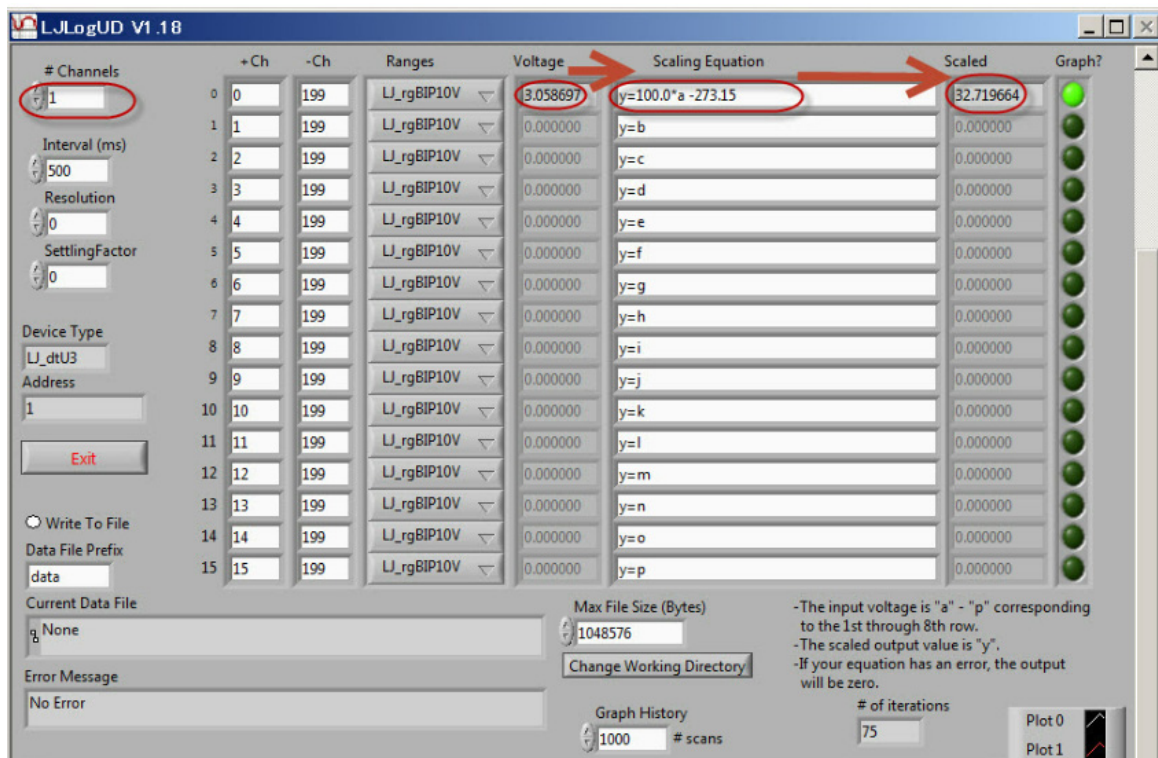 LJLogUD V1.18
# Channels
1
Interval (ms)
500
Resolution
0
SettlingFactor
0
Device Type
LJ_dtU3
Address
1
Exit
Write To File
Data File Prefix
data
+Ch -Ch Ranges Voltage Scaling Equation Scaled Graph?
0 0 199 LJ_rgBIP10V 3.058697 y=100.0*a -273.15 32.719664
1 1 199 LJ_rgBIP10V 0.000000 y=b 0.000000
2 2 199 LJ_rgBIP10V 0.000000 y=c 0.000000
3 3 199 LJ_rgBIP10V 0.000000 y=d 0.000000
4 4 199 LJ_rgBIP10V 0.000000 y=e 0.000000
5 5 199 LJ_rgBIP10V 0.000000 y=f 0.000000
6 6 199 LJ_rgBIP10V 0.000000 y=g 0.000000
7 7 199 LJ_rgBIP10V 0.000000 y=h 0.000000
8 8 199 LJ_rgBIP10V 0.000000 y=i 0.000000
9 9 199 LJ_rgBIP10V 0.000000 y=j 0.000000
10 10 199 LJ_rgBIP10V 0.000000 y=k 0.000000
11 11 199 LJ_rgBIP10V 0.000000 y=l 0.000000
12 12 199 LJ_rgBIP10V 0.000000 y=m 0.000000
13 13 199 LJ_rgBIP10V 0.000000 y=n 0.000000
14 14 199 LJ_rgBIP10V 0.000000 y=o 0.000000
15 15 199 LJ_rgBIP10V 0.000000 y=p 0.000000
Current Data File
None
Error Message
No Error
Max File Size (Bytes)
1048576
Change Working Directory
Graph History
1000 # scans
-The input voltage is "a" - "p" corresponding
to the 1st through 8th row.
-The scaled output value is "y".
-If your equation has an error, the output
will be zero.
# of iterations
75
Plot 0
Plot 1